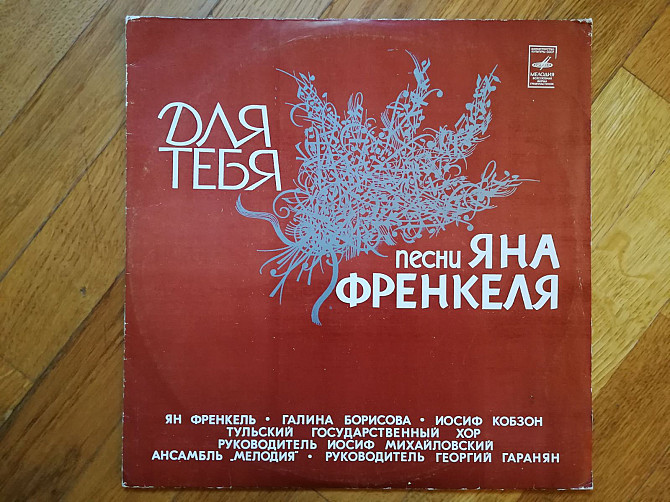 ДЛЯ
ТЕБЯ
песни ЯНА
ФРЕНКЕЛЯ
МЕЛОДИЯ
ЯН ФРЕНКЕЛЬ · ГАЛИНА БОРИСОВА · ИОСИФ КОБЗОН
ТУЛЬСКИЙ ГОСУДАРСТВЕННЫЙ ХОР
РУКОВОДИТЕЛЬ ИОСИФ МИХАЙЛОВСКИЙ
АНСАМБЛЬ „МЕЛОДИЯ" · РУКОВОДИТЕЛЬ ГЕОРГИЙ ГАРАНЯН